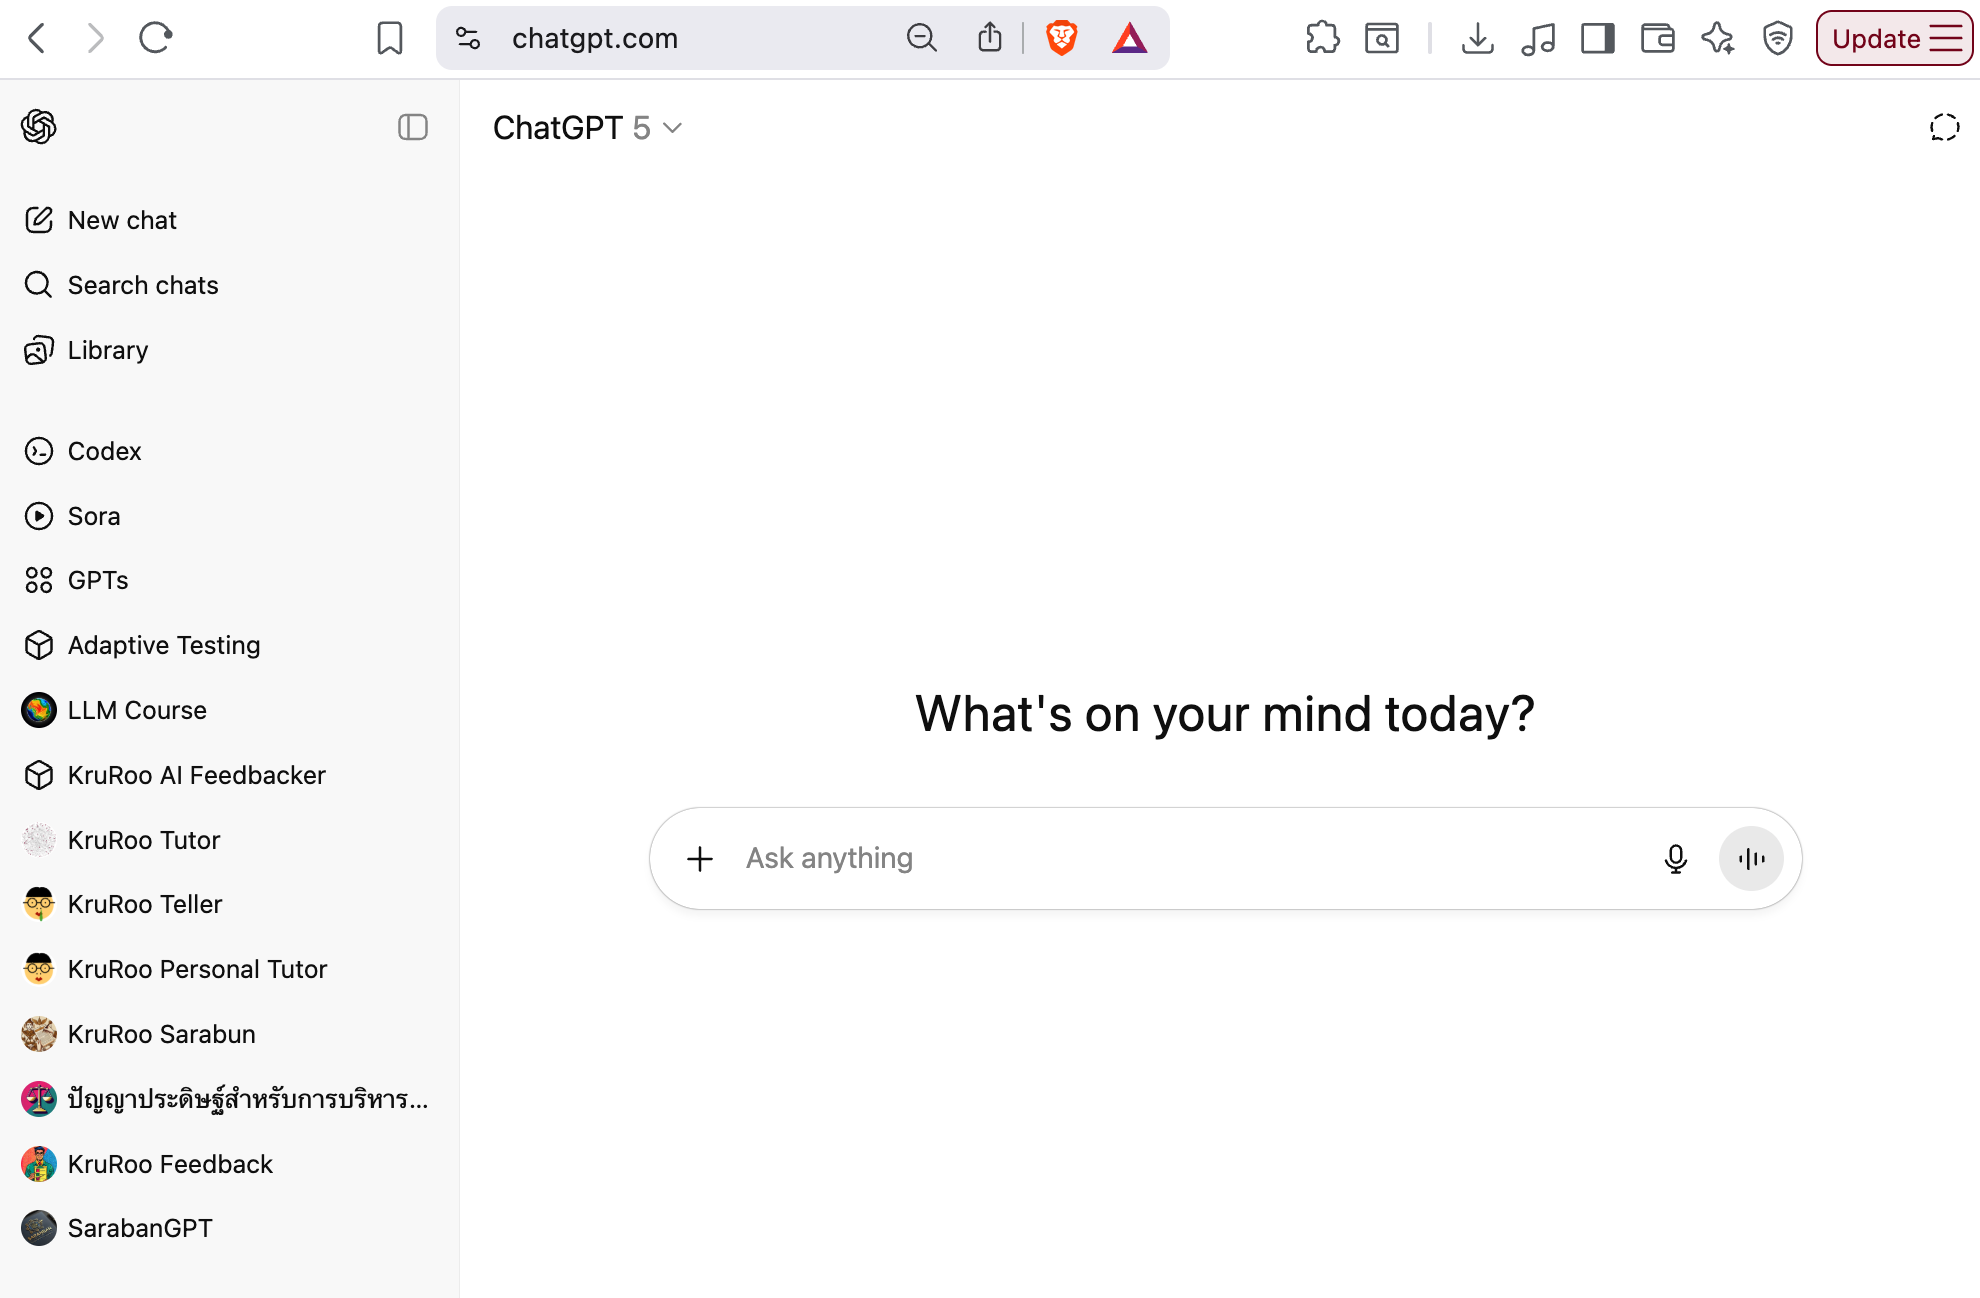 chatgpt.com
Update
ChatGPT 5
New chat
Search chats
Library
Codex
Sora
GPTs
Adaptive Testing
LLM Course
KruRoo AI Feedbacker
KruRoo Tutor
KruRoo Teller
KruRoo Personal Tutor
KruRoo Sarabun
ปัญญาประดิษฐ์สำหรับการบริหาร...
KruRoo Feedback
SarabanGPT
What's on your mind today?
Ask anything